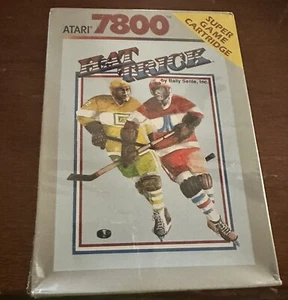 ATARI 7800
SUPER
GAME
CARTRIDGE
HAT
TRICK
by Bally Sente, Inc.